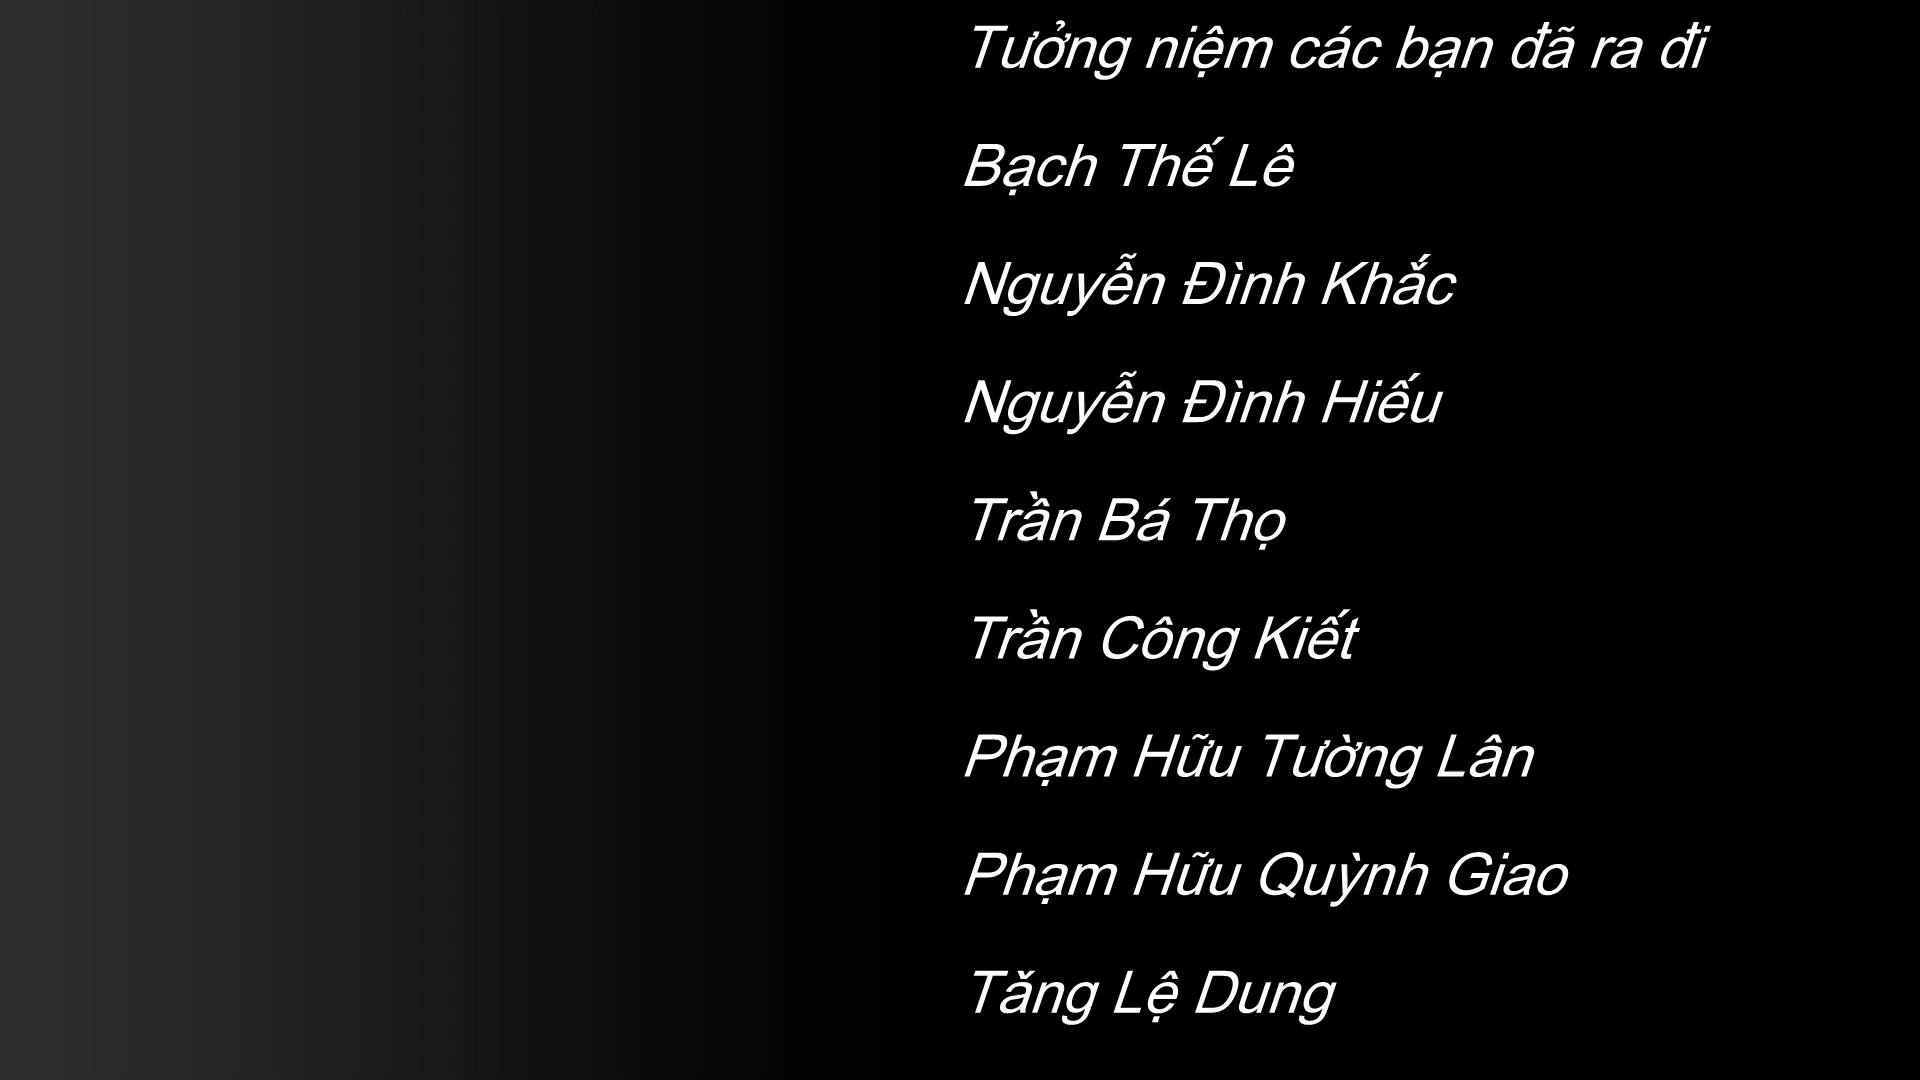 Tưởng niệm các bạn đã ra đi
Bạch Thế Lê
Nguyễn Đình Khắc
Nguyễn Đình Hiếu
Trần Bá Thọ
Trần Công Kiết
Phạm Hữu Tường Lân
Phạm Hữu Quỳnh Giao
Tăng Lệ Dung